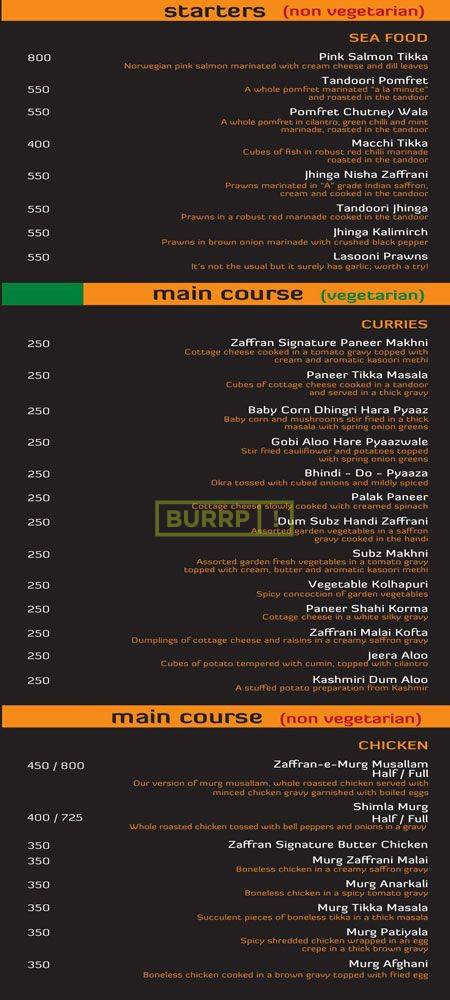 starters (non vegetarian)
SEA FOOD
800 Pink Salmon Tikka
Norwegian pink salmon marinated with cream cheese and dill leaves
Tandoori Pomfret
550 A whole pomfret marinated "a la minute"
and roasted in the tandoor
550 Pomfret Chutney Wala
A whole pomfret in cilantro, green chilli and mint
marinade, roasted in the tandoor
400 Macchi Tikka
Cubes of fish in robust red chilli marinade
roasted in the tandoor
550 Jhinga Nisha Zaffrani
Prawns marinated in "A" grade Indian saffron,
cream and cooked in the tandoor
550 Tandoori Jhinga
Prawns in a robust red marinade cooked in the tandoor
550 Jhinga Kalimirch
Prawns in brown onion marinade with crushed black pepper
550 Lasooni Prawns
It's not the usual but it surely has garlic; worth a try!
main course (vegetarian)
CURRIES
250 Zaffran Signature Paneer Makhni
Cottage cheese cooked in a tomato gravy topped with
cream and aromatic kasoori methi
250 Paneer Tikka Masala
Cubes of cottage cheese cooked in a tandoor
and served in a thick gravy
250 Baby Corn Dhingri Hara Pyaaz
Baby corn and mushrooms stir fried in a thick
masala with spring onion greens
250 Gobi Aloo Hare Pyaazwale
Stir fried cauliflower and potatoes topped
with spring onion greens
250 Bhindi - Do - Pyaaza
Okra tossed with cubed onions and mildly spiced
250 Palak Paneer
Cottage cheese slowly cooked with creamed spinach
BURRP!
250 Dum Subz Handi Zaffrani
Assorted garden vegetables in a saffron
gravy cooked in the handi
250 Subz Makhni
Assorted garden fresh vegetables in a tomato gravy
topped with cream, butter and aromatic kasoori methi
250 Vegetable Kolhapuri
Spicy concoction of garden vegetables
250 Paneer Shahi Korma
Cottage cheese in a white silky gravy
250 Zaffrani Malai Kofta
Dumplings of cottage cheese and raisins in a creamy saffron gravy
250 Jeera Aloo
Cubes of potato tempered with cumin, topped with cilantro
250 Kashmiri Dum Aloo
A stuffed potato preparation from Kashmir
main course (non vegetarian)
CHICKEN
450 / 800 Zaffran-e-Murg Musallam
Half / Full
Our version of murg musallam, whole roasted chicken served with
minced chicken gravy garnished with boiled eggs
Shimla Murg
400 / 725 Half / Full
Whole roasted chicken tossed with bell peppers and onions in a gravy
350 Zaffran Signature Butter Chicken
350 Murg Zaffrani Malai
Boneless chicken in a creamy saffron gravy
350 Murg Anarkali
Boneless chicken in a spicy tomato gravy
350 Murg Tikka Masala
Succulent pieces of boneless tikka in a thick masala
350 Murg Patiyala
Spicy shredded chicken wrapped in an egg
crepe in a thick brown gravy
350 Murg Afghani
Boneless chicken cooked in a brown gravy topped with fried egg